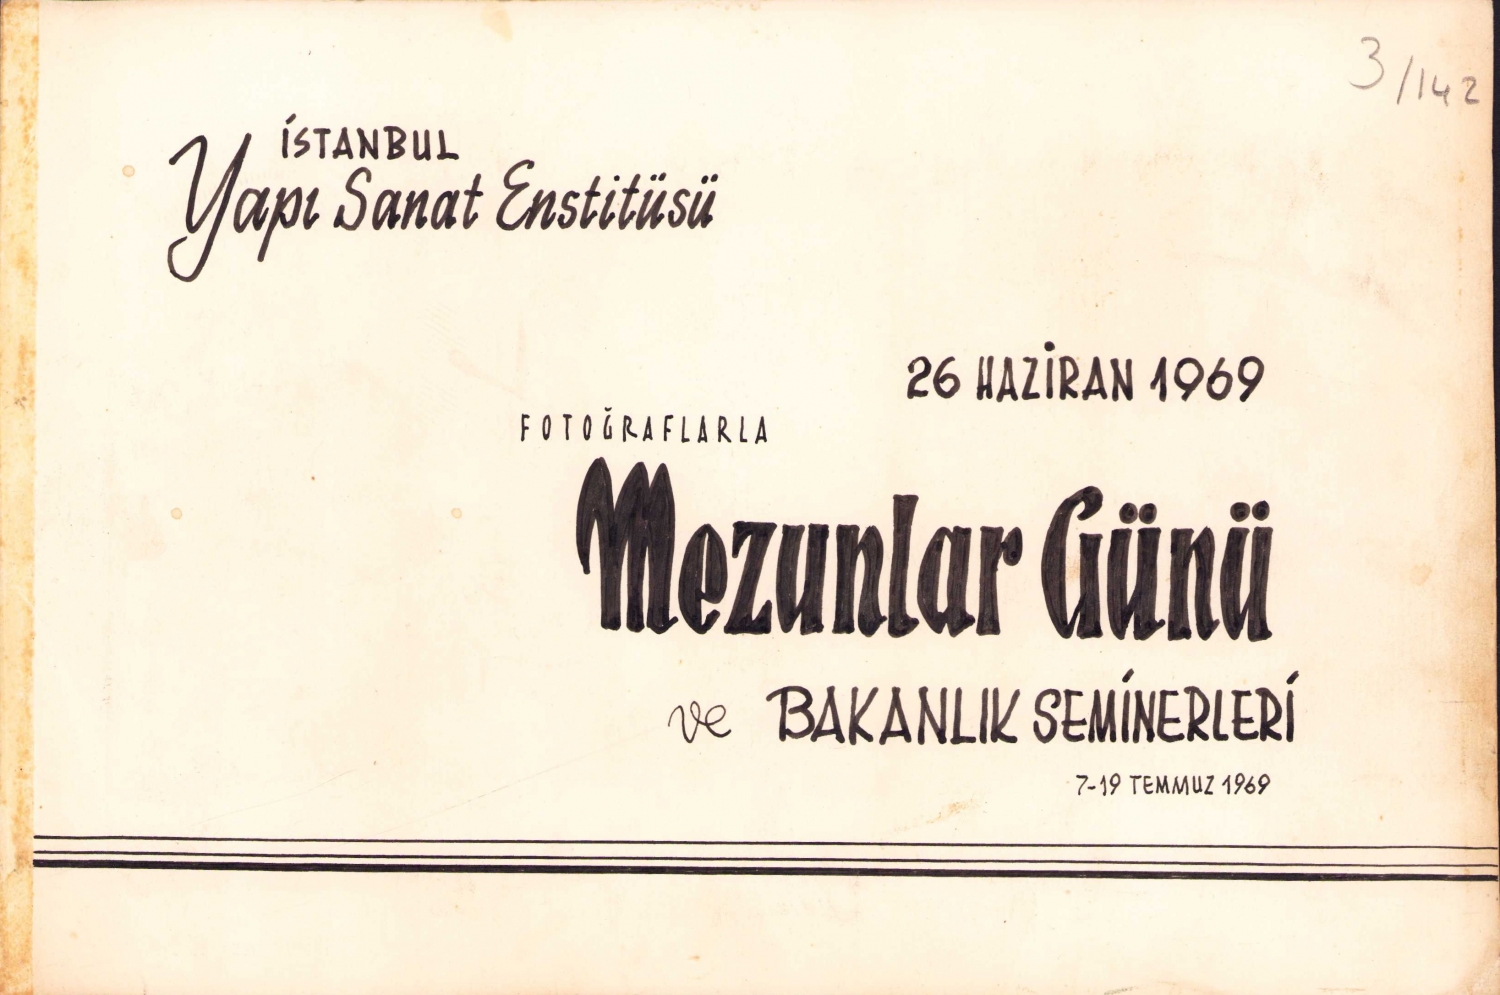 3/142
İSTANBUL
Yapı Sanat Enstitüsü
26 HAZİRAN 1969
FOTOĞRAFLARLA
Mezunlar Günü
ve BAKANLIK SEMİNERLERİ
7-19 TEMMUZ 1969